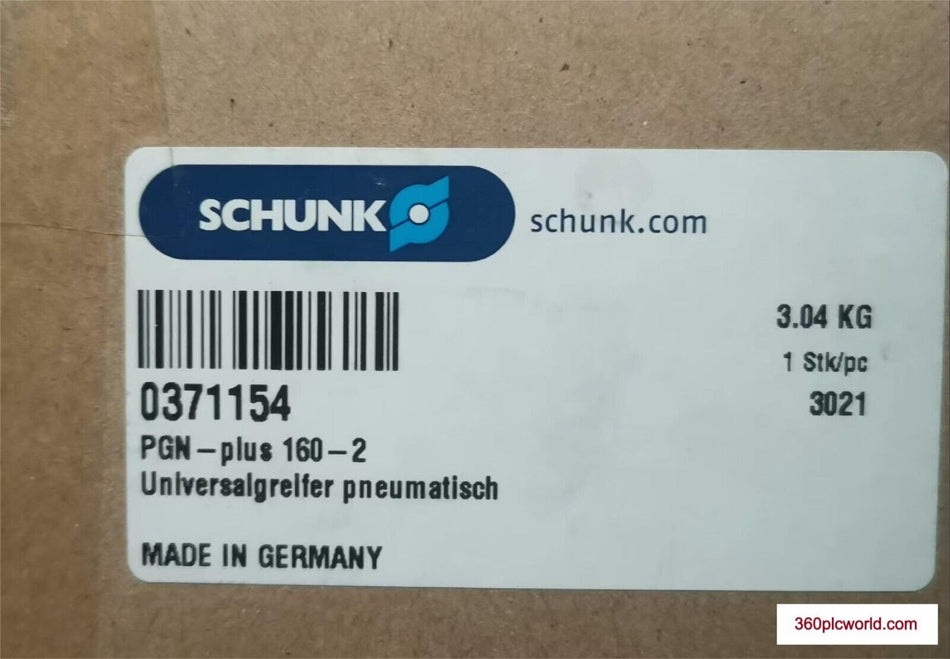 SCHUNK
schunk.com
3.04 KG
1 Stk/pc
3021
0371154
PGN-plus 160-2
Universalgreifer pneumatisch
MADE IN GERMANY
360plcworld.com